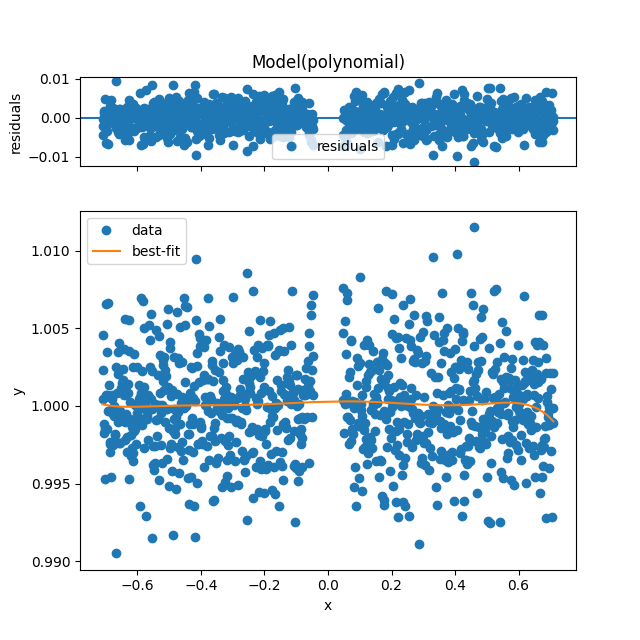 Model(polynomial)
0.01
0.00
−0.01
residuals
residuals
data
best-fit
1.010
1.005
1.000
0.995
0.990
y
−0.6
−0.4
−0.2
0.0
0.2
0.4
0.6
x